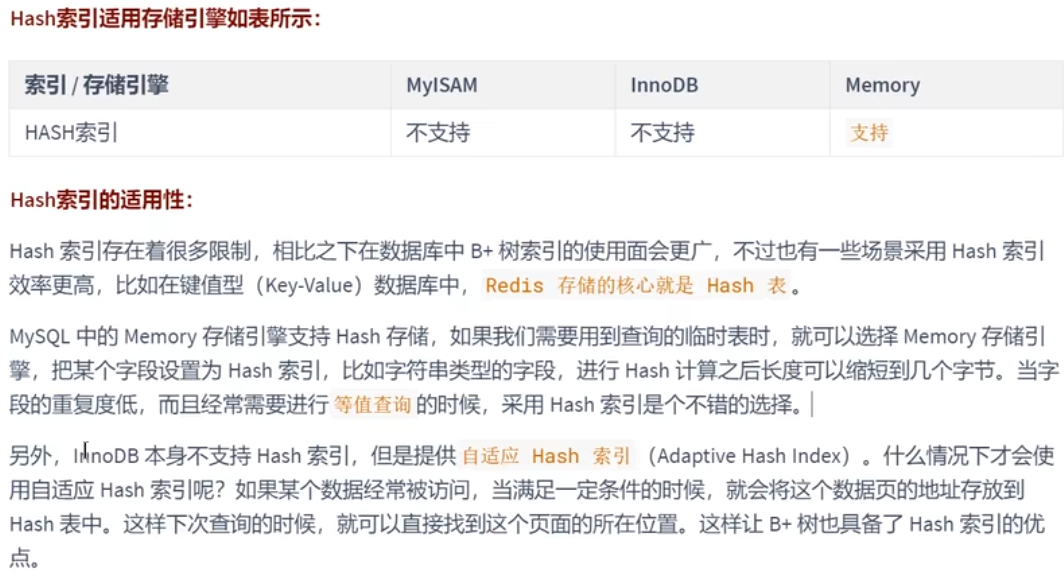 Hash索引适用存储引擎如表所示：
索引 / 存储引擎 MyISAM InnoDB Memory
HASH索引 不支持 不支持 支持
Hash索引的适用性：
Hash 索引存在着很多限制，相比之下在数据库中 B+ 树索引的使用面会更广，不过也有一些场景采用 Hash 索引
效率更高，比如在键值型（Key-Value）数据库中，Redis 存储的核心就是 Hash 表。
MySQL 中的 Memory 存储引擎支持 Hash 存储，如果我们需要用到查询的临时表时，就可以选择 Memory 存储引
擎，把某个字段设置为 Hash 索引，比如字符串类型的字段，进行 Hash 计算之后长度可以缩短到几个字节。当字
段的重复度低，而且经常需要进行等值查询的时候，采用 Hash 索引是个不错的选择。
另外，InnoDB 本身不支持 Hash 索引，但是提供自适应 Hash 索引（Adaptive Hash Index）。什么情况下才会使
用自适应 Hash 索引呢？如果某个数据经常被访问，当满足一定条件的时候，就会将这个数据页的地址存放到
Hash 表中。这样下次查询的时候，就可以直接找到这个页面的所在位置。这样让 B+ 树也具备了 Hash 索引的优
点。